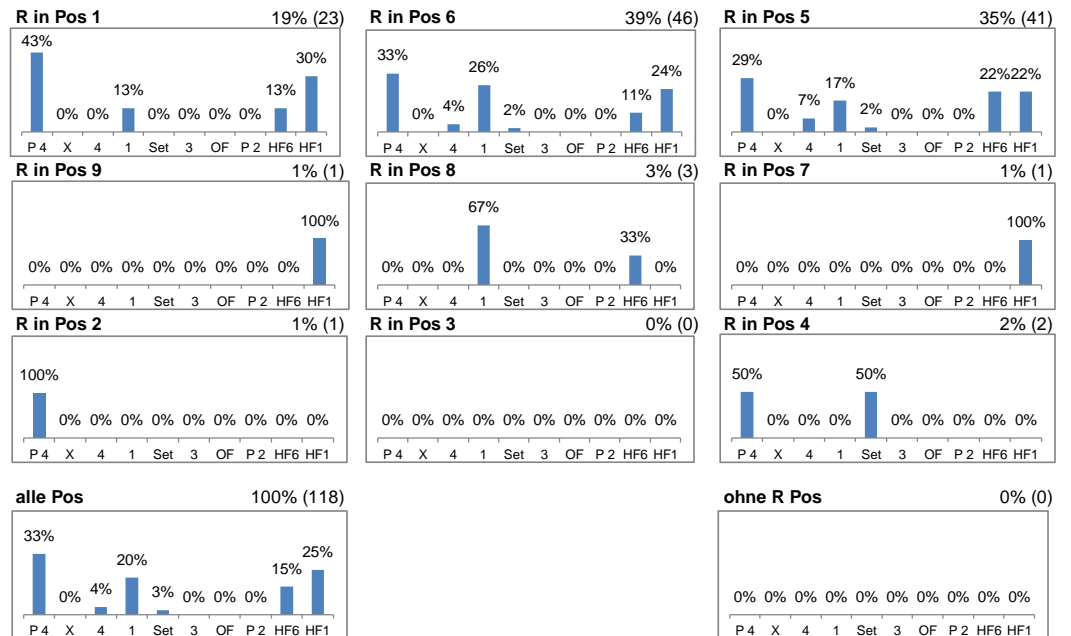 R in Pos 1 19% (23)
43% 0% 0% 13% 0% 0% 0% 0% 13% 30%
P 4 X 4 1 Set 3 OF P 2 HF6 HF1
R in Pos 6 39% (46)
33% 0% 4% 26% 2% 0% 0% 0% 11% 24%
P 4 X 4 1 Set 3 OF P 2 HF6 HF1
R in Pos 5 35% (41)
29% 0% 7% 17% 2% 0% 0% 0% 22% 22%
P 4 X 4 1 Set 3 OF P 2 HF6 HF1
R in Pos 9 1% (1)
0% 0% 0% 0% 0% 0% 0% 0% 0% 100%
P 4 X 4 1 Set 3 OF P 2 HF6 HF1
R in Pos 8 3% (3)
0% 0% 0% 67% 0% 0% 0% 0% 33% 0%
P 4 X 4 1 Set 3 OF P 2 HF6 HF1
R in Pos 7 1% (1)
0% 0% 0% 0% 0% 0% 0% 0% 0% 100%
P 4 X 4 1 Set 3 OF P 2 HF6 HF1
R in Pos 2 1% (1)
100% 0% 0% 0% 0% 0% 0% 0% 0% 0%
P 4 X 4 1 Set 3 OF P 2 HF6 HF1
R in Pos 3 0% (0)
0% 0% 0% 0% 0% 0% 0% 0% 0% 0%
P 4 X 4 1 Set 3 OF P 2 HF6 HF1
R in Pos 4 2% (2)
50% 0% 0% 0% 50% 0% 0% 0% 0% 0%
P 4 X 4 1 Set 3 OF P 2 HF6 HF1
alle Pos 100% (118)
33% 0% 4% 20% 3% 0% 0% 0% 15% 25%
P 4 X 4 1 Set 3 OF P 2 HF6 HF1
ohne R Pos 0% (0)
0% 0% 0% 0% 0% 0% 0% 0% 0% 0%
P 4 X 4 1 Set 3 OF P 2 HF6 HF1